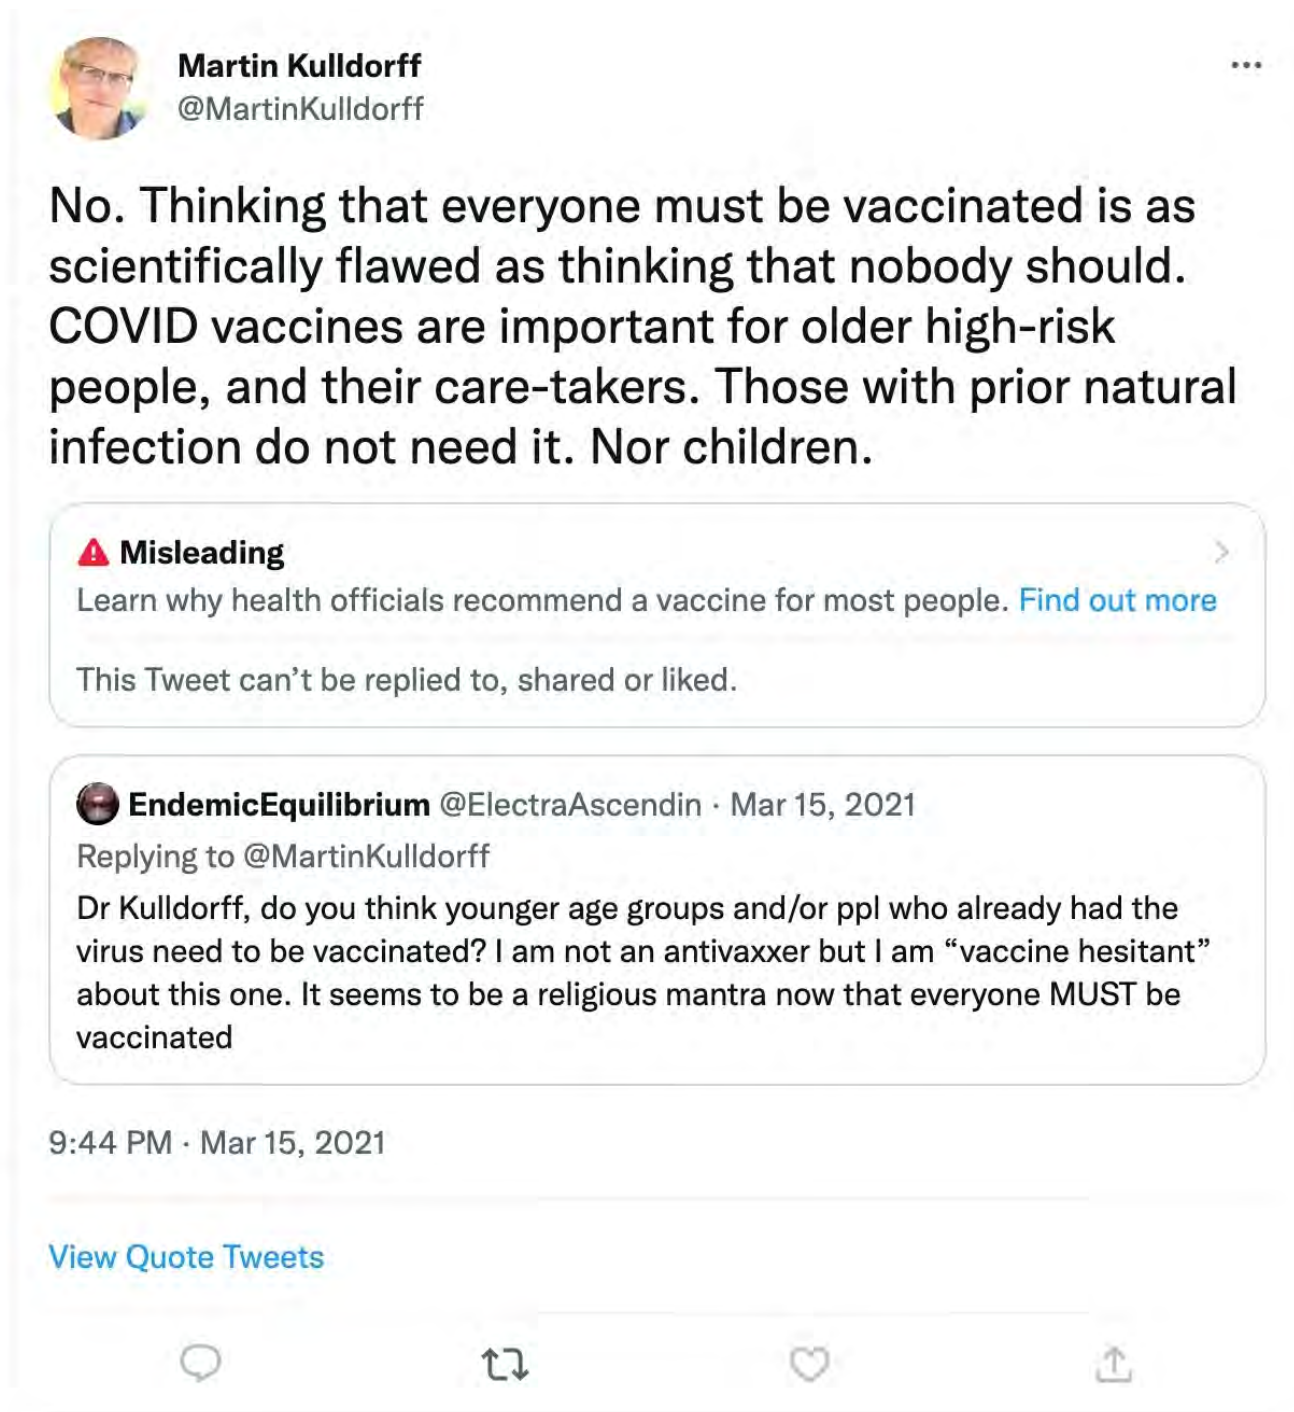 Martin Kulldorff
@MartinKulldorff
No. Thinking that everyone must be vaccinated is as
scientifically flawed as thinking that nobody should.
COVID vaccines are important for older high-risk
people, and their care-takers. Those with prior natural
infection do not need it. Nor children.
Misleading
Learn why health officials recommend a vaccine for most people. Find out more
This Tweet can’t be replied to, shared or liked.
EndemicEquilibrium @ElectraAscendin · Mar 15, 2021
Replying to @MartinKulldorff
Dr Kulldorff, do you think younger age groups and/or ppl who already had the
virus need to be vaccinated? I am not an antivaxxer but I am “vaccine hesitant”
about this one. It seems to be a religious mantra now that everyone MUST be
vaccinated
9:44 PM · Mar 15, 2021
View Quote Tweets